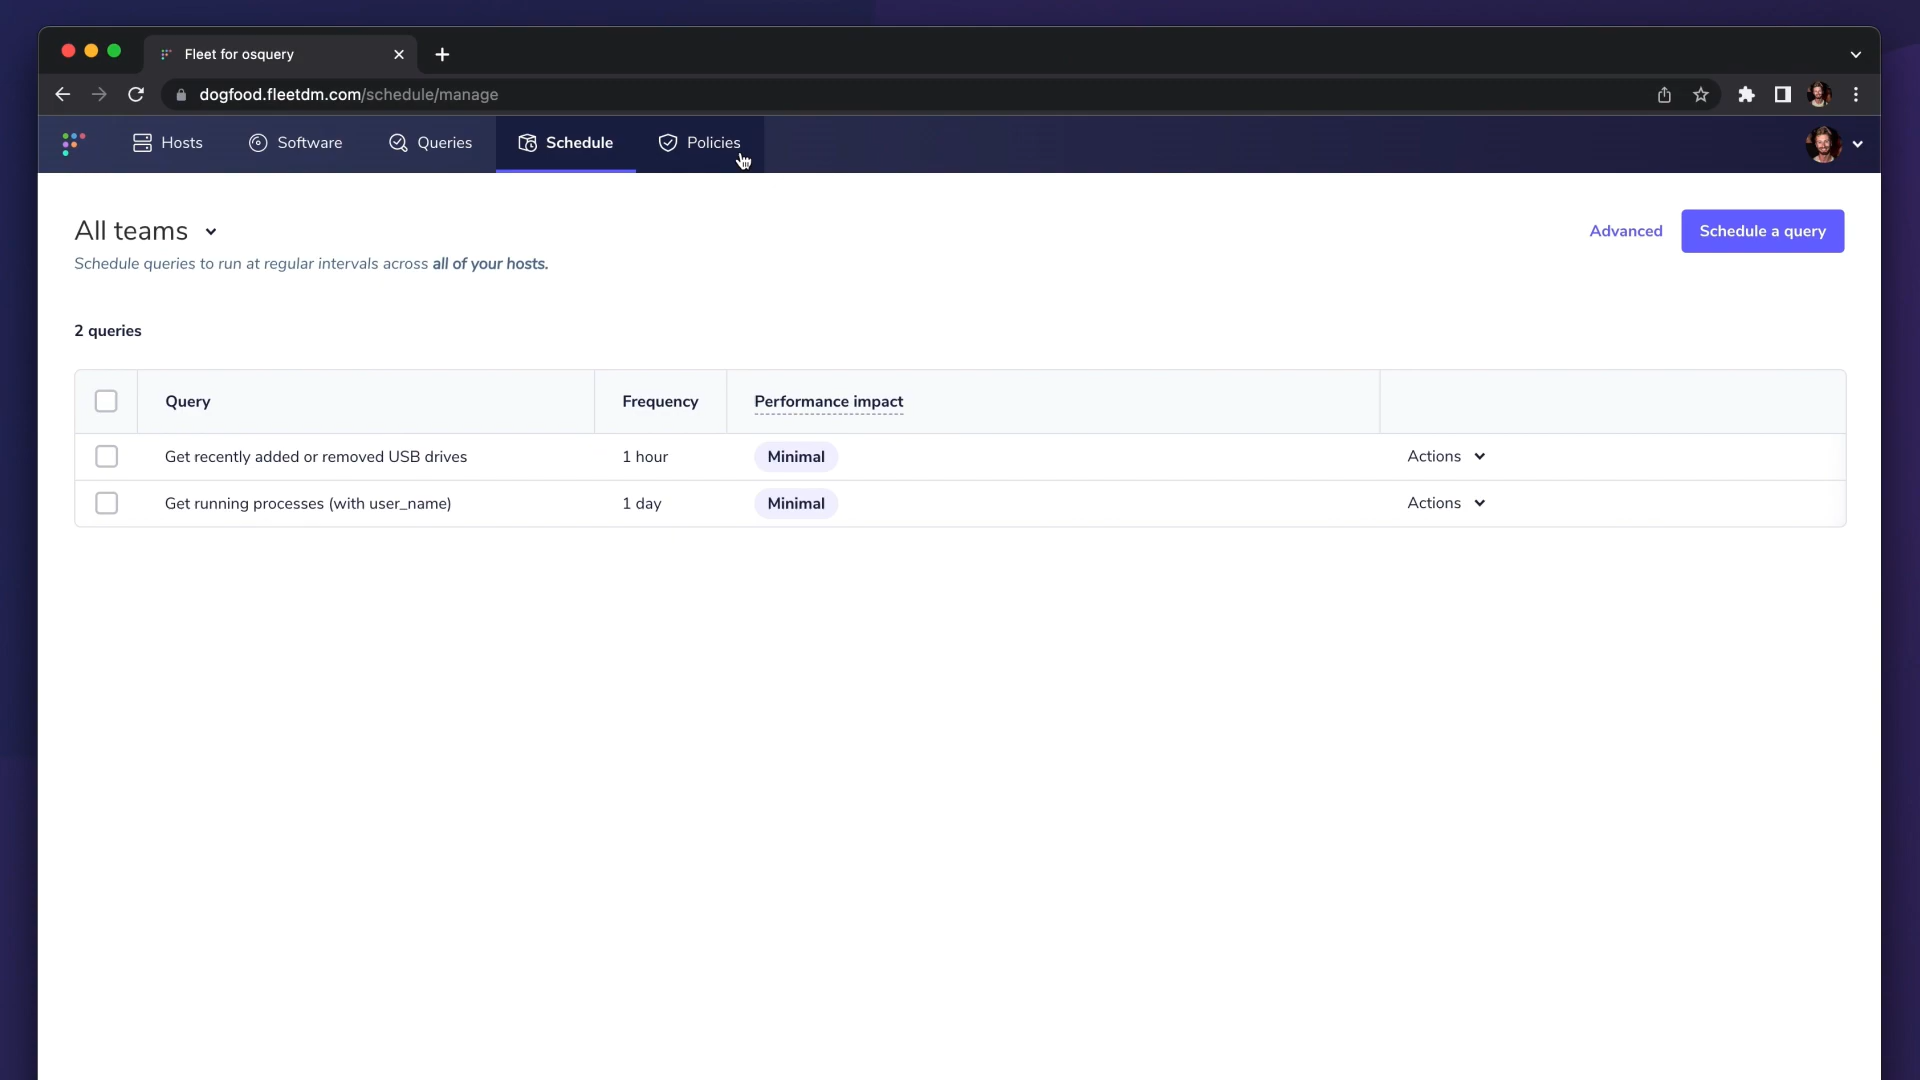 Fleet for osquery
dogfood.fleetdm.com/schedule/manage
Hosts Software Queries Schedule Policies
All teams
Advanced Schedule a query
Schedule queries to run at regular intervals across all of your hosts.
2 queries
Query Frequency Performance impact
Get recently added or removed USB drives 1 hour Minimal Actions
Get running processes (with user_name) 1 day Minimal Actions